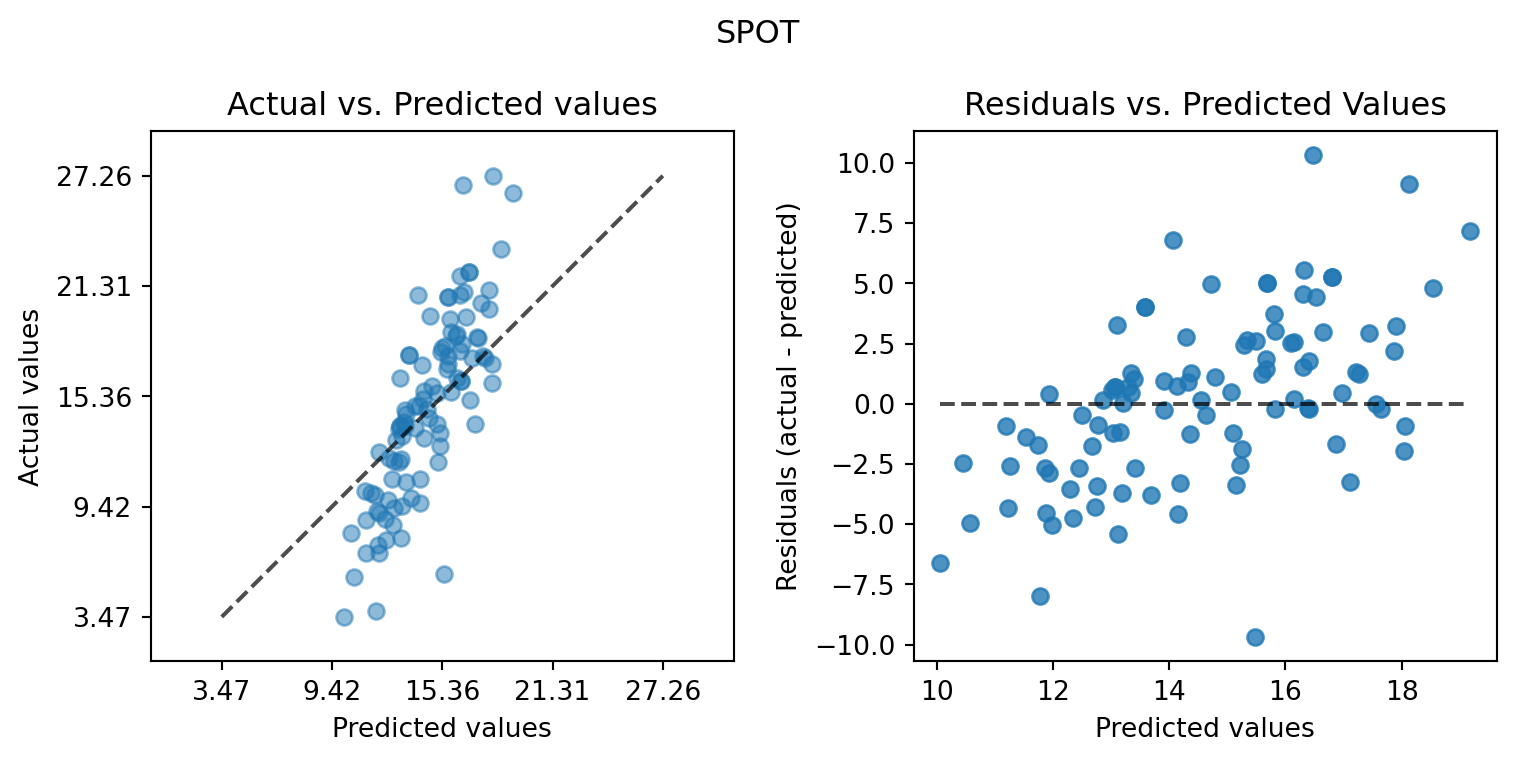 SPOT
Actual vs. Predicted values
Actual values
27.26
21.31
15.36
9.42
3.47
3.47 9.42 15.36 21.31 27.26
Predicted values
Residuals vs. Predicted Values
Residuals (actual - predicted)
10.0
7.5
5.0
2.5
0.0
−2.5
−5.0
−7.5
−10.0
10 12 14 16 18
Predicted values